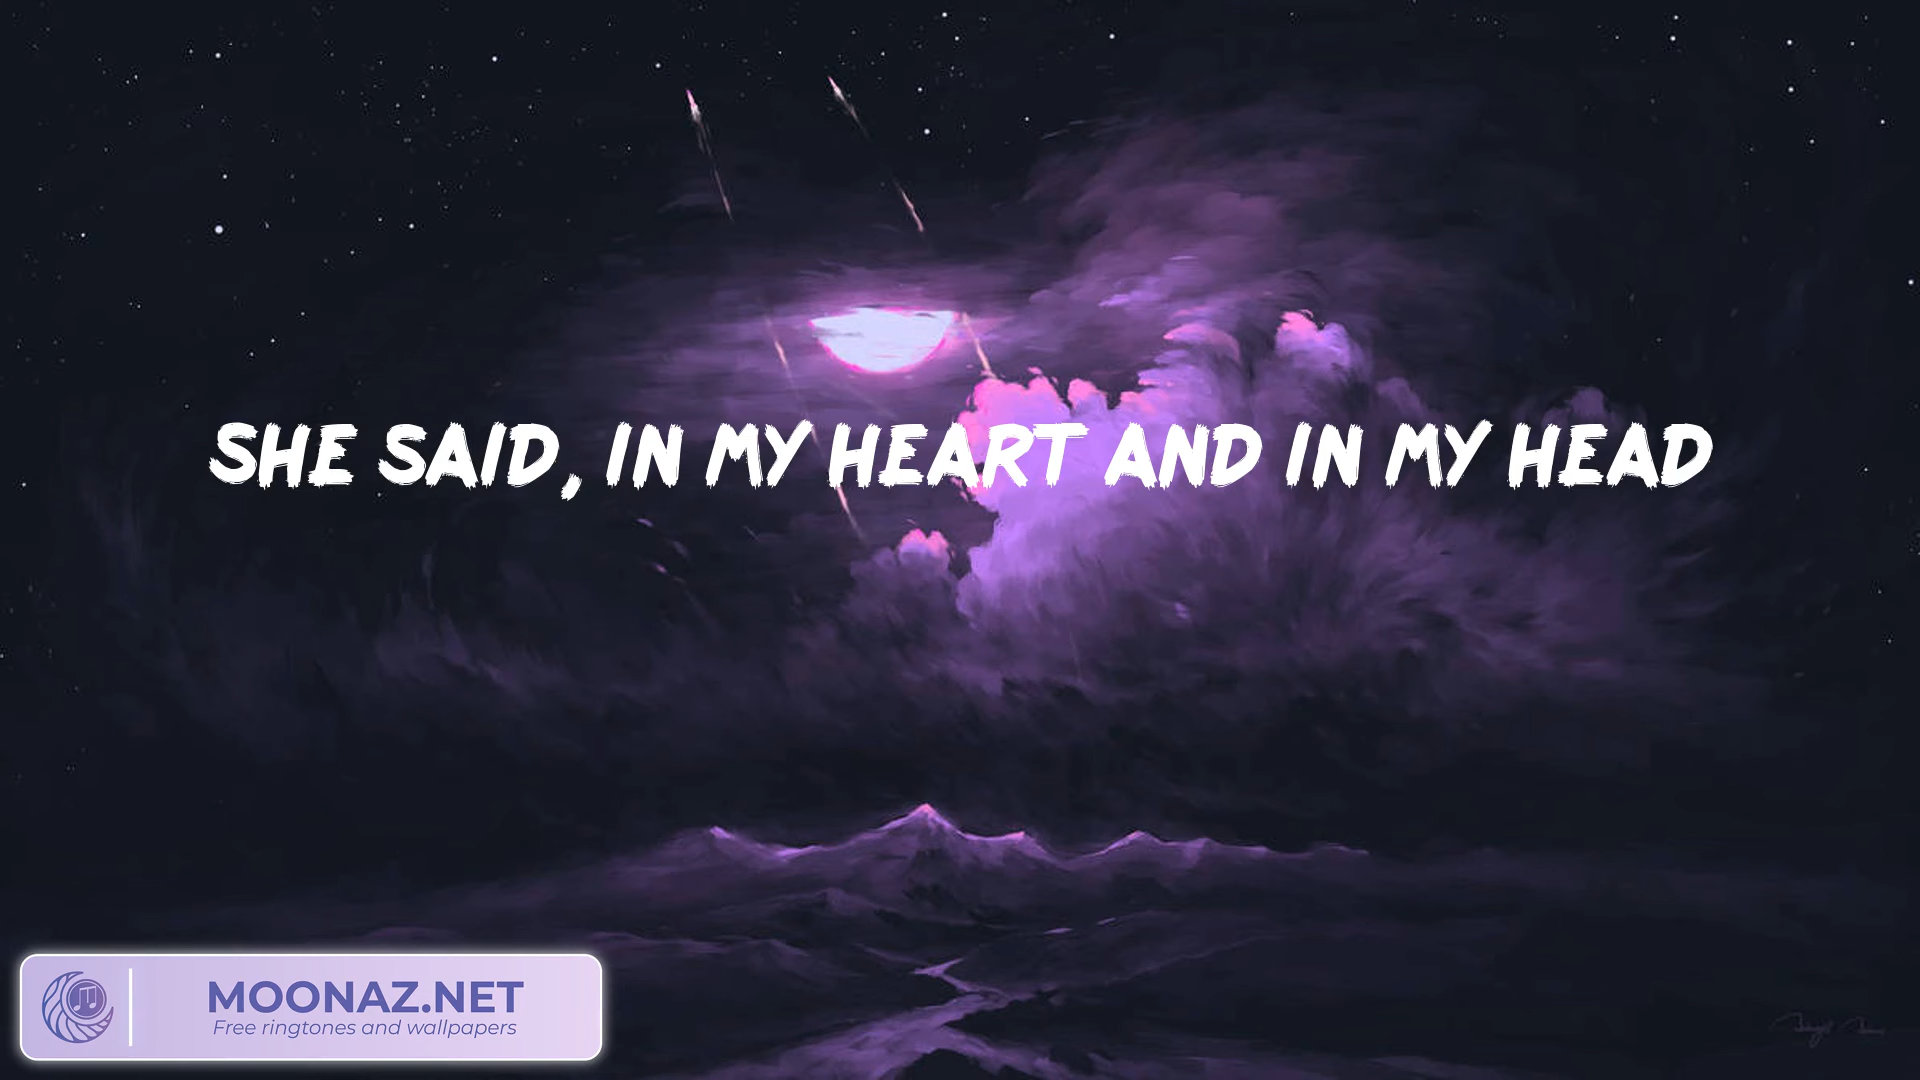 SHE SAID, IN MY HEART AND IN MY HEAD
MOONAZ.NET
Free ringtones and wallpapers